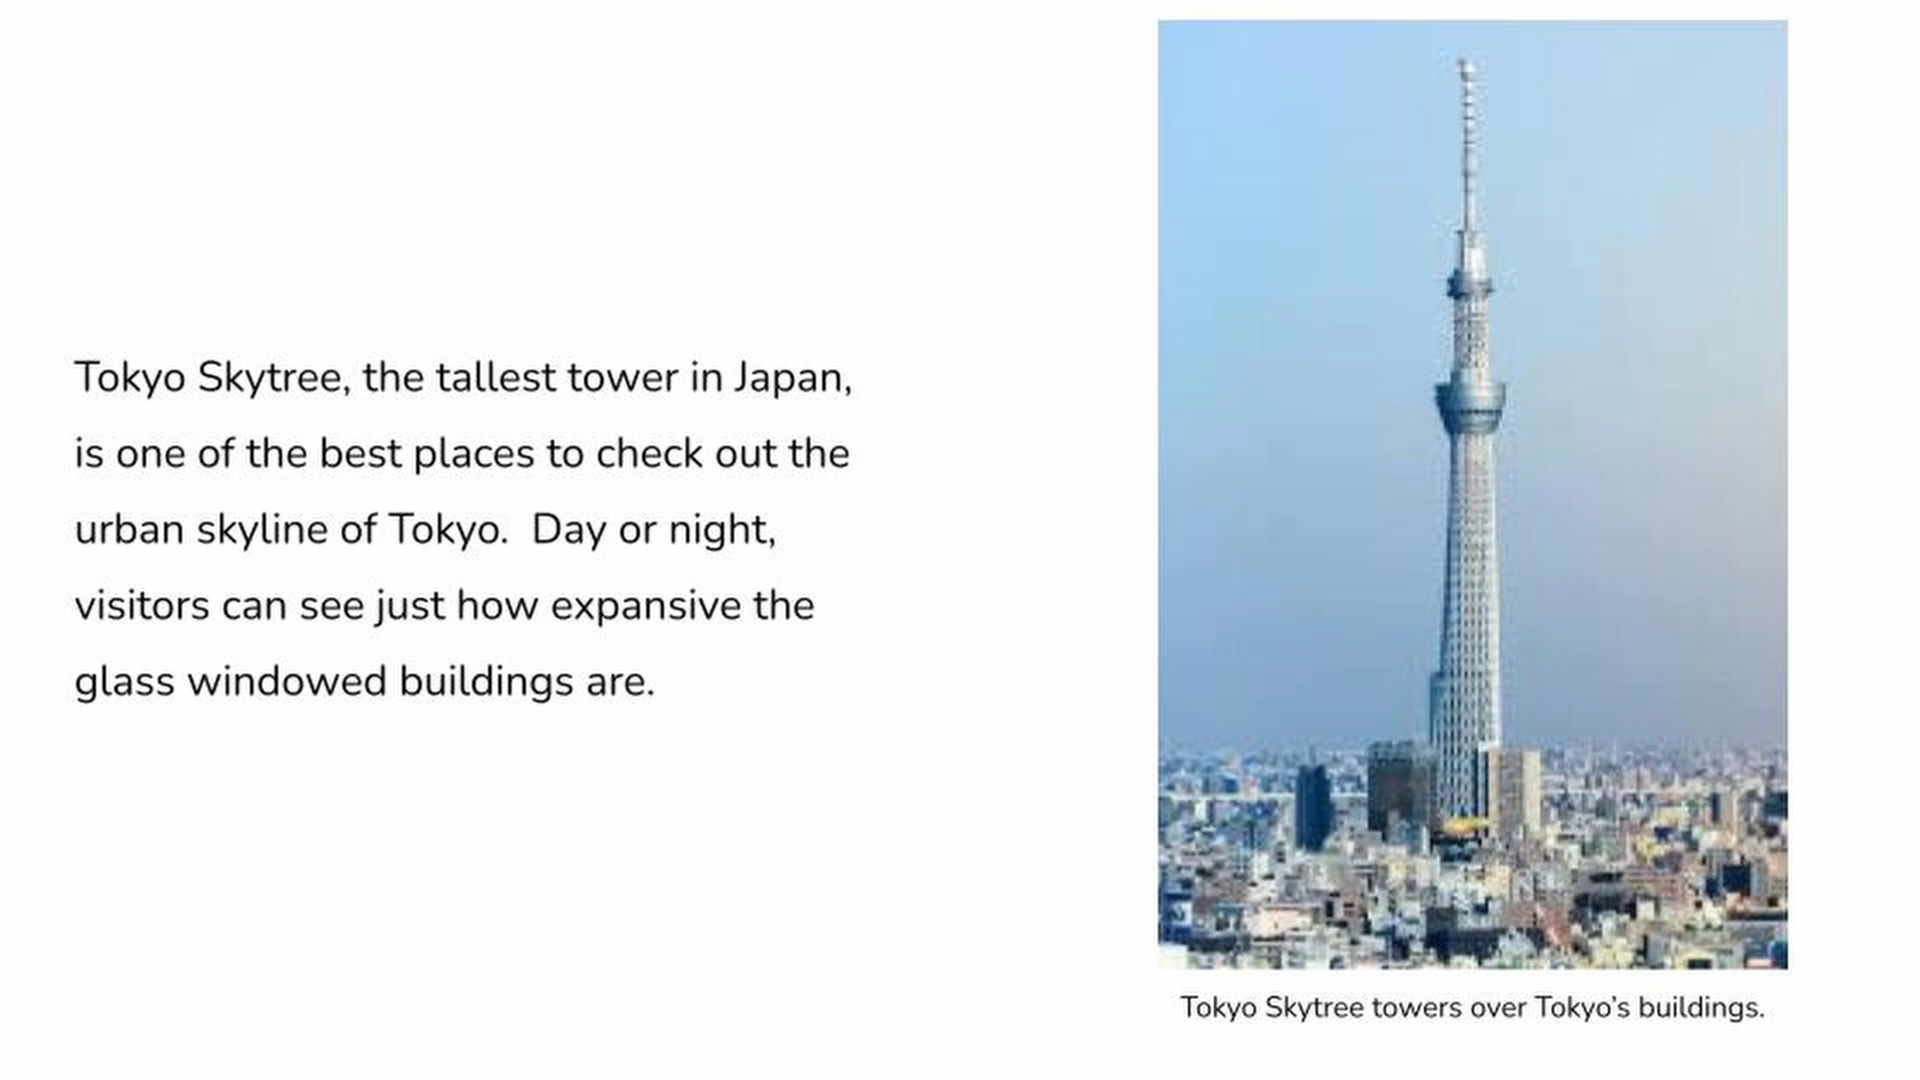 Tokyo Skytree, the tallest tower in Japan,
is one of the best places to check out the
urban skyline of Tokyo.  Day or night,
visitors can see just how expansive the
glass windowed buildings are.
Tokyo Skytree towers over Tokyo’s buildings.